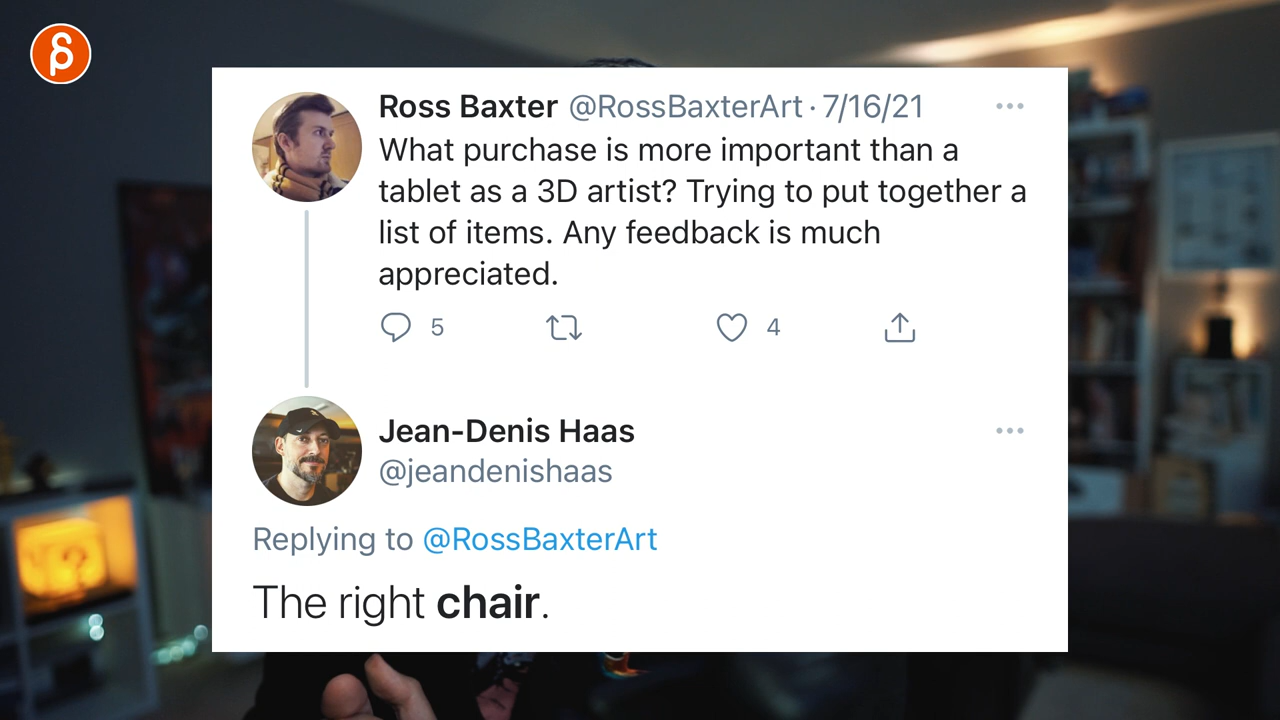 Ross Baxter @RossBaxterArt · 7/16/21
What purchase is more important than a
tablet as a 3D artist? Trying to put together a
list of items. Any feedback is much
appreciated.
5 4
Jean-Denis Haas
@jeandenishaas
Replying to @RossBaxterArt
The right chair.